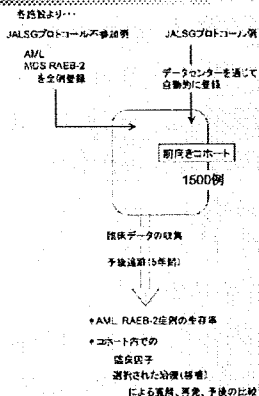 各施設より…
JALSGプロトコール不参加例
JALSGプロトコール例
AML
MDS RAEB-2
を全例登録
データセンターを通じて
自動的に登録
前向きコホート
1500例
臨床データの収集
予後追跡(5年間)
*AML, RAEB-2症例の生存率
*コホート内での
臨床因子
選択された治療(移植)
による寛解、再発、予後の比較